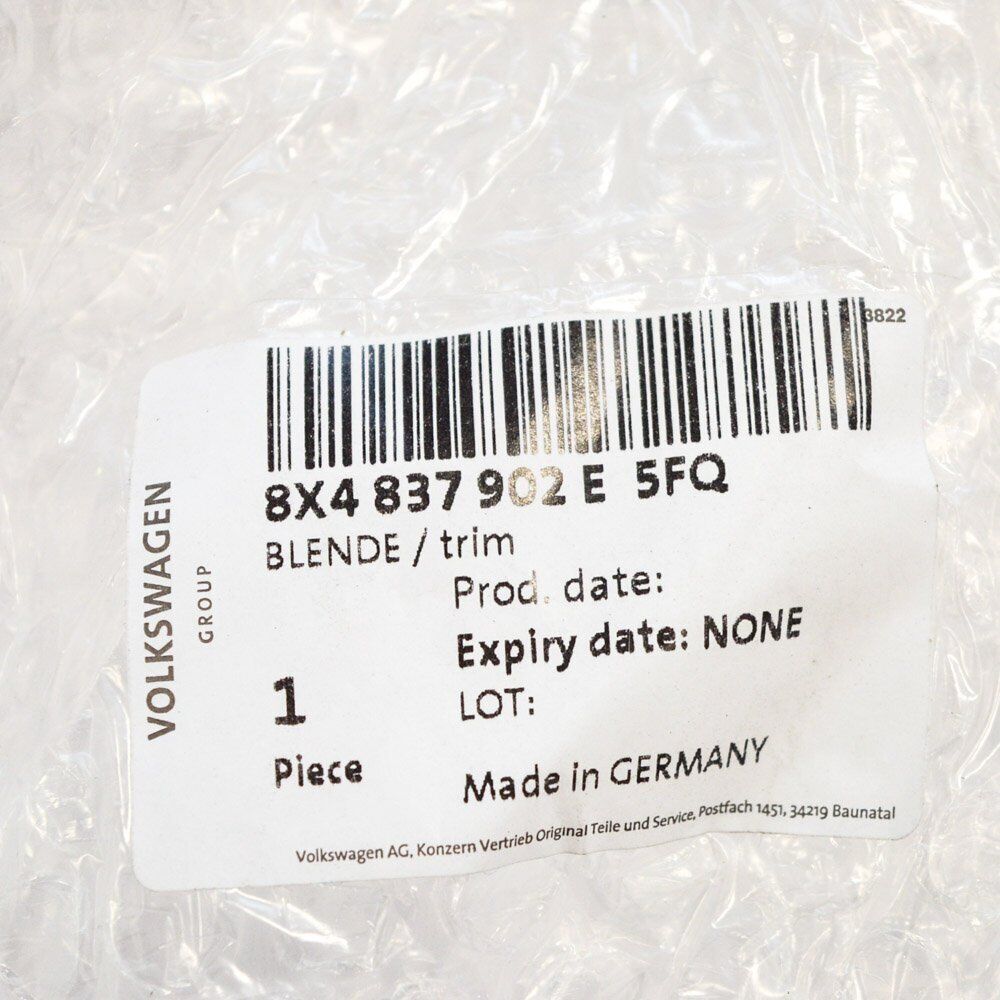 3822
8X4 837 902 E 5FQ
BLENDE / trim
Prod. date:
Expiry date: NONE
LOT:
1
Piece
Made in GERMANY
Volkswagen AG, Konzern Vertrieb Original Teile und Service, Postfach 1451, 34219 Baunatal
VOLKSWAGEN
GROUP